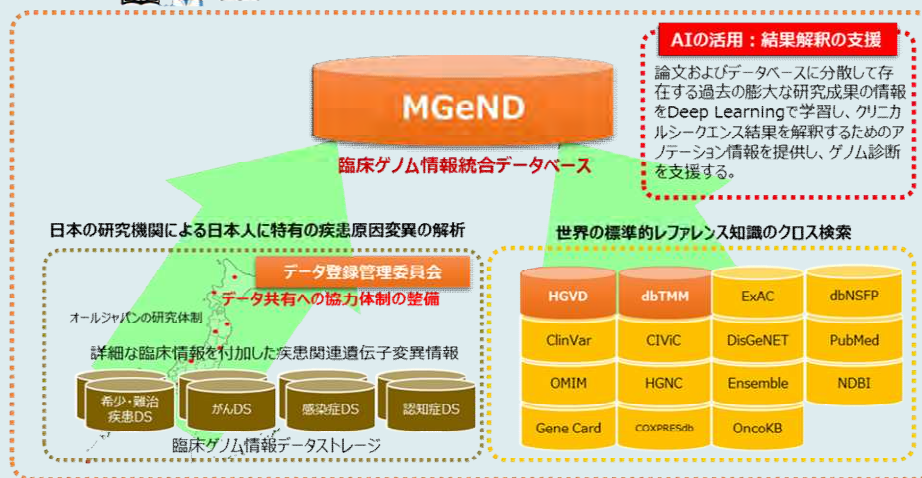 AIの活用：結果解釈の支援
論文およびデータベースに分散して存
在する過去の膨大な研究成果の情報
をDeep Learningで学習し、クリニカ
ルシークエンス結果を解釈するためのア
ノテーション情報を提供し、ゲノム診断
を支援する。
MGeND
臨床ゲノム情報統合データベース
日本の研究機関による日本人に特有の疾患原因変異の解析
データ登録管理委員会
データ共有への協力体制の整備
オールジャパンの研究体制
詳細な臨床情報を付加した疾患関連遺伝子変異情報
希少・難治
疾患DS
がんDS
感染症DS
認知症DS
臨床ゲノム情報データストレージ
世界の標準的レファレンス知識のクロス検索
HGVD
dbTMM
ExAC
dbNSFP
ClinVar
CIViC
DisGeNET
PubMed
OMIM
HGNC
Ensemble
NDBI
Gene Card
COXPRESdb
OncoKB